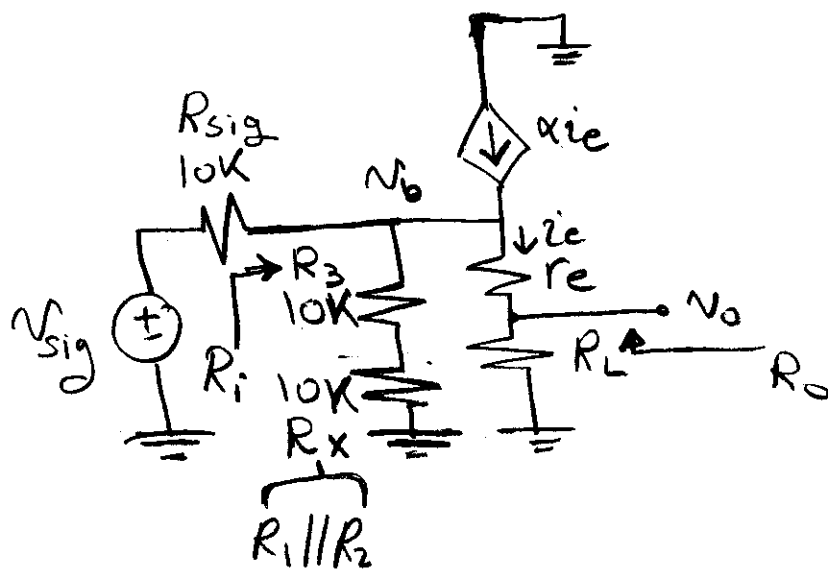 αie
Rsig
10K
Vb
ie
re
R3
10K
Vo
Vsig
Ri
10K
RL
Ro
Rx
R1//R2